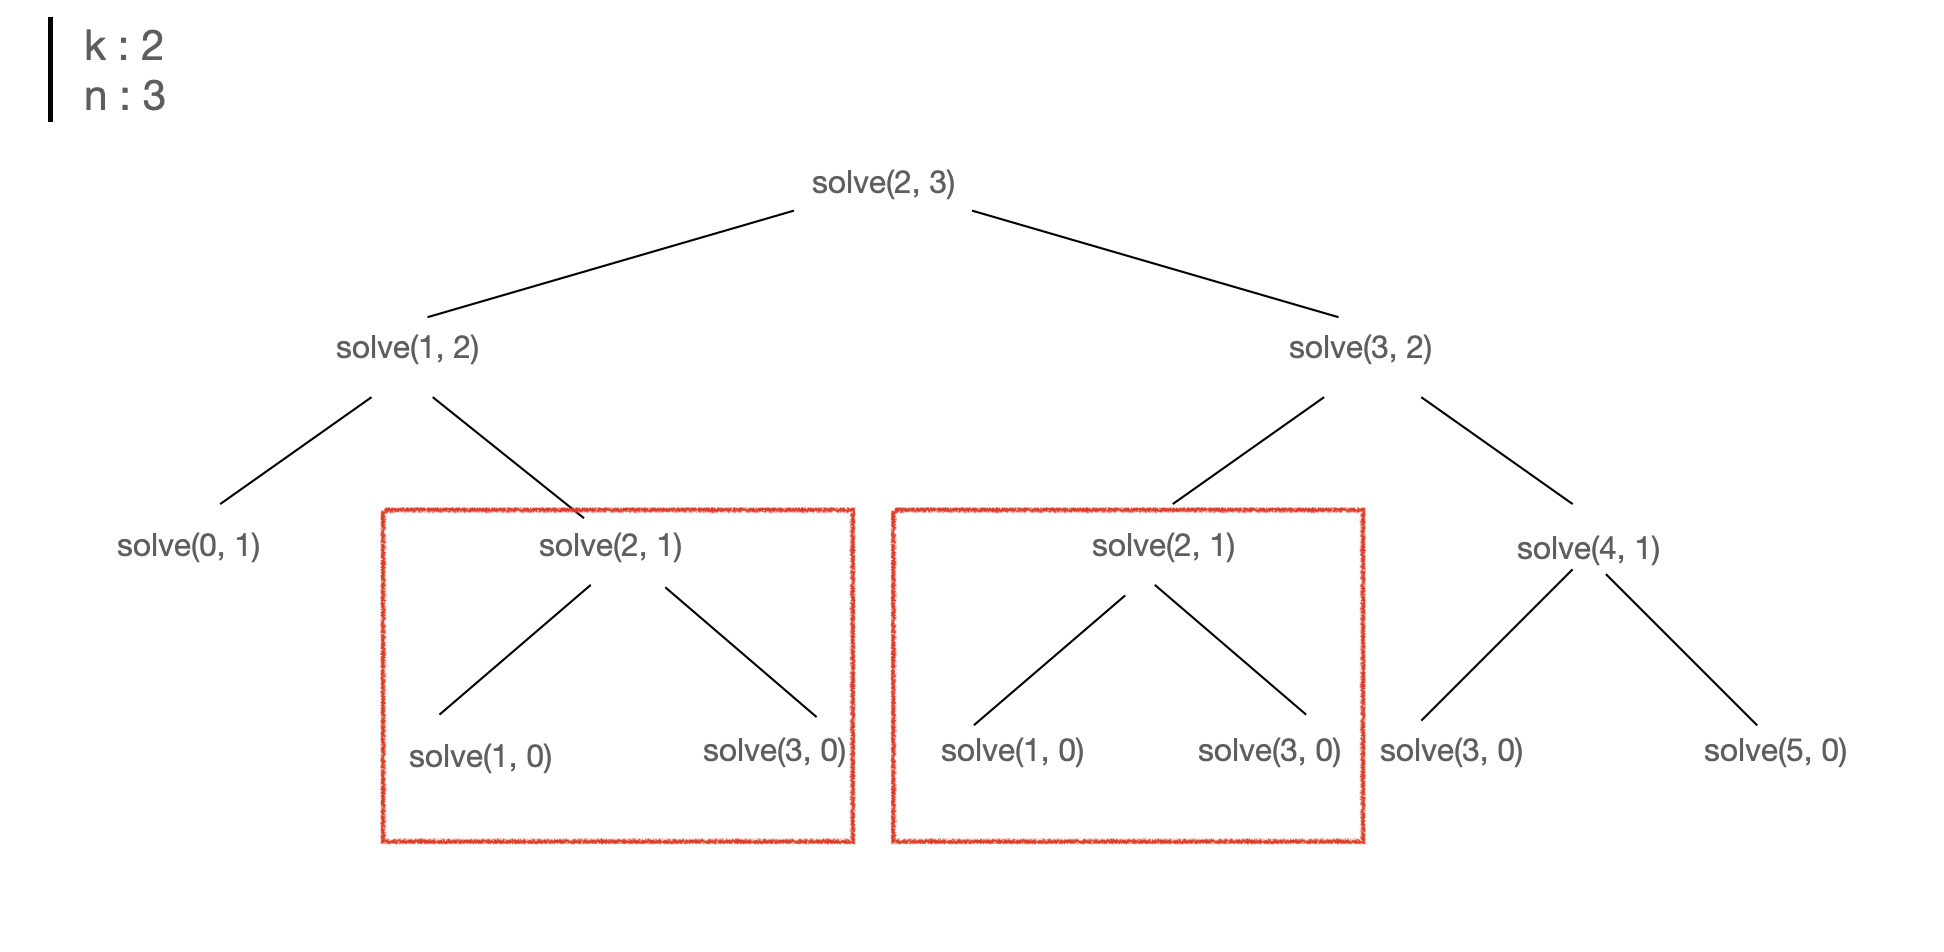 k : 2
n : 3
solve(2, 3)
solve(1, 2)
solve(3, 2)
solve(0, 1)
solve(2, 1)
solve(2, 1)
solve(4, 1)
solve(1, 0)
solve(3, 0)
solve(1, 0)
solve(3, 0)
solve(3, 0)
solve(5, 0)